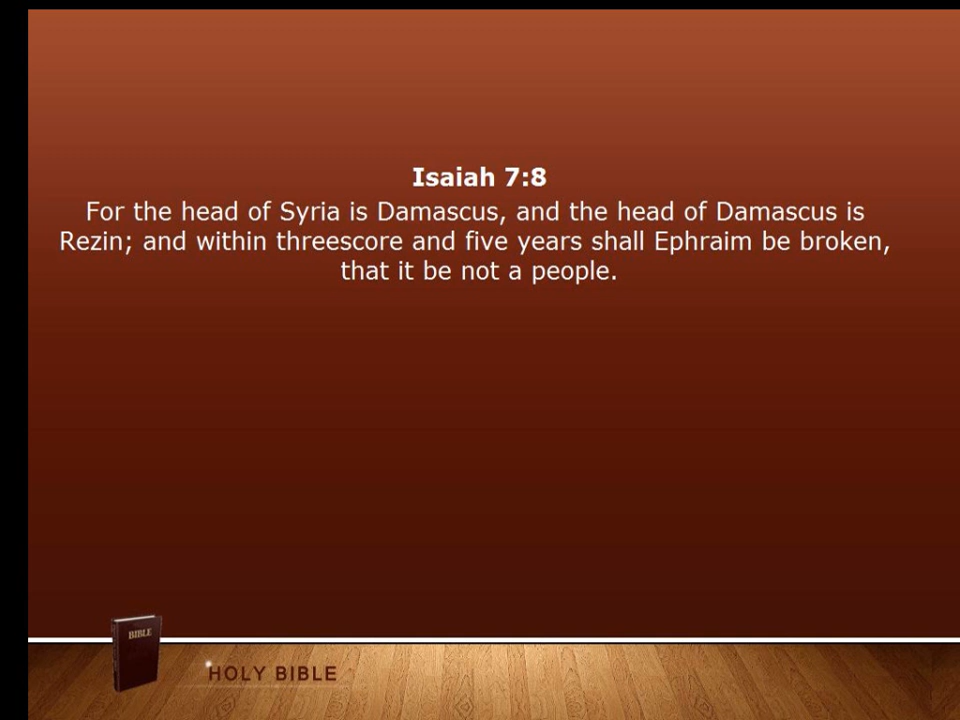 Isaiah 7:8
For the head of Syria is Damascus, and the head of Damascus is
Rezin; and within threescore and five years shall Ephraim be broken,
that it be not a people.
BIBLE
HOLY BIBLE